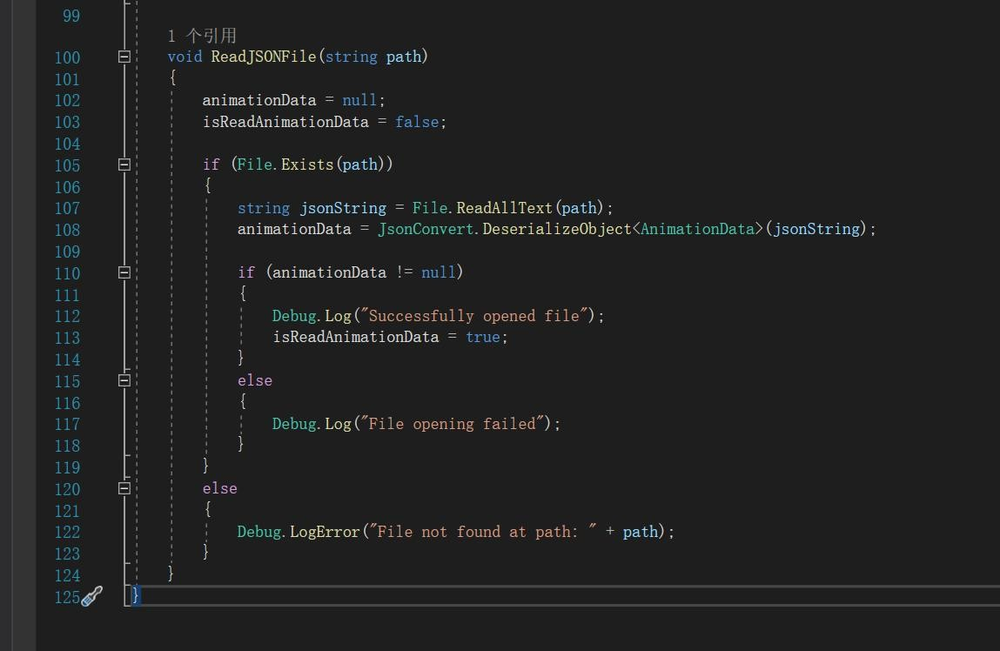 99
1 个引用
100 void ReadJSONFile(string path)
101 {
102 animationData = null;
103 isReadAnimationData = false;
104
105 if (File.Exists(path))
106 {
107 string jsonString = File.ReadAllText(path);
108 animationData = JsonConvert.DeserializeObject<AnimationData>(jsonString);
109
110 if (animationData != null)
111 {
112 Debug.Log("Successfully opened file");
113 isReadAnimationData = true;
114 }
115 else
116 {
117 Debug.Log("File opening failed");
118 }
119 }
120 else
121 {
122 Debug.LogError("File not found at path: " + path);
123 }
124 }
125 }